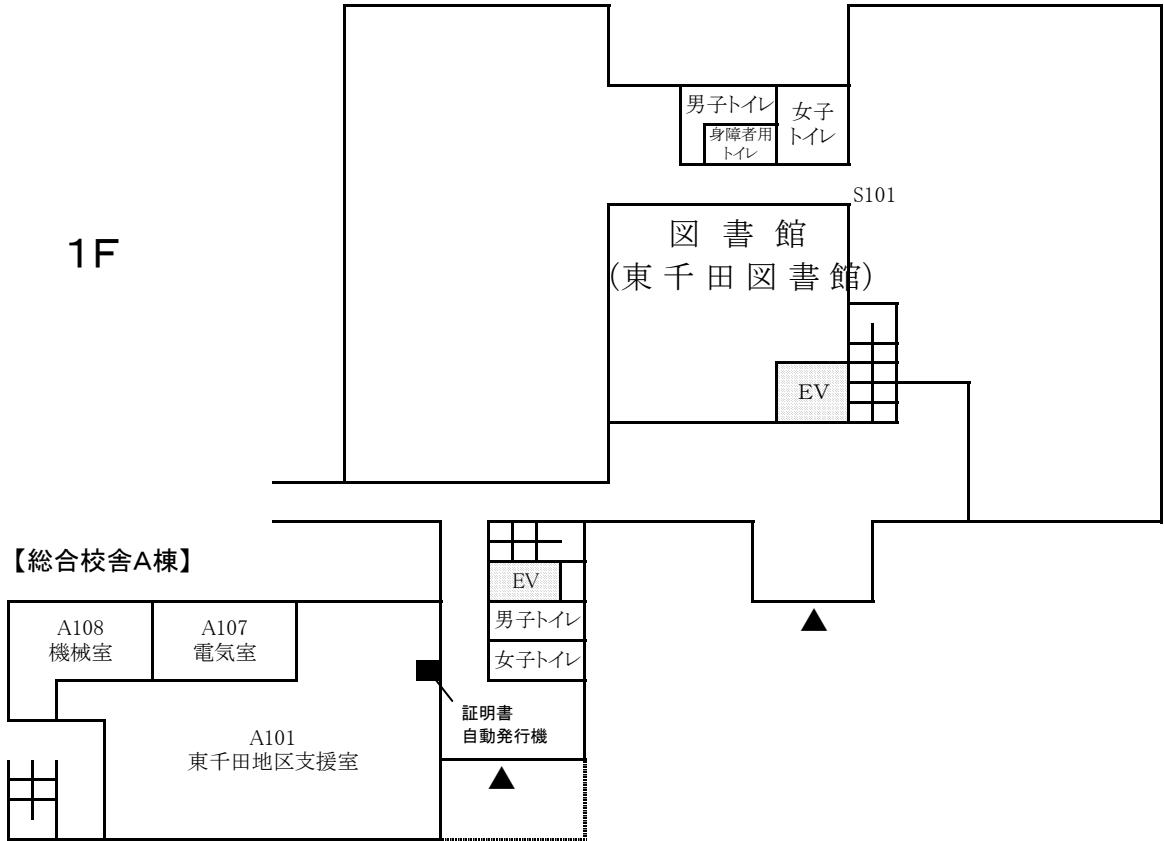 男子トイレ
身障者用
トイレ
女子
トイレ
S101
1F
図書館
(東千田図書館)
EV
【総合校舎A棟】
EV
男子トイレ
女子トイレ
A108
機械室
A107
電気室
証明書
自動発行機
A101
東千田地区支援室